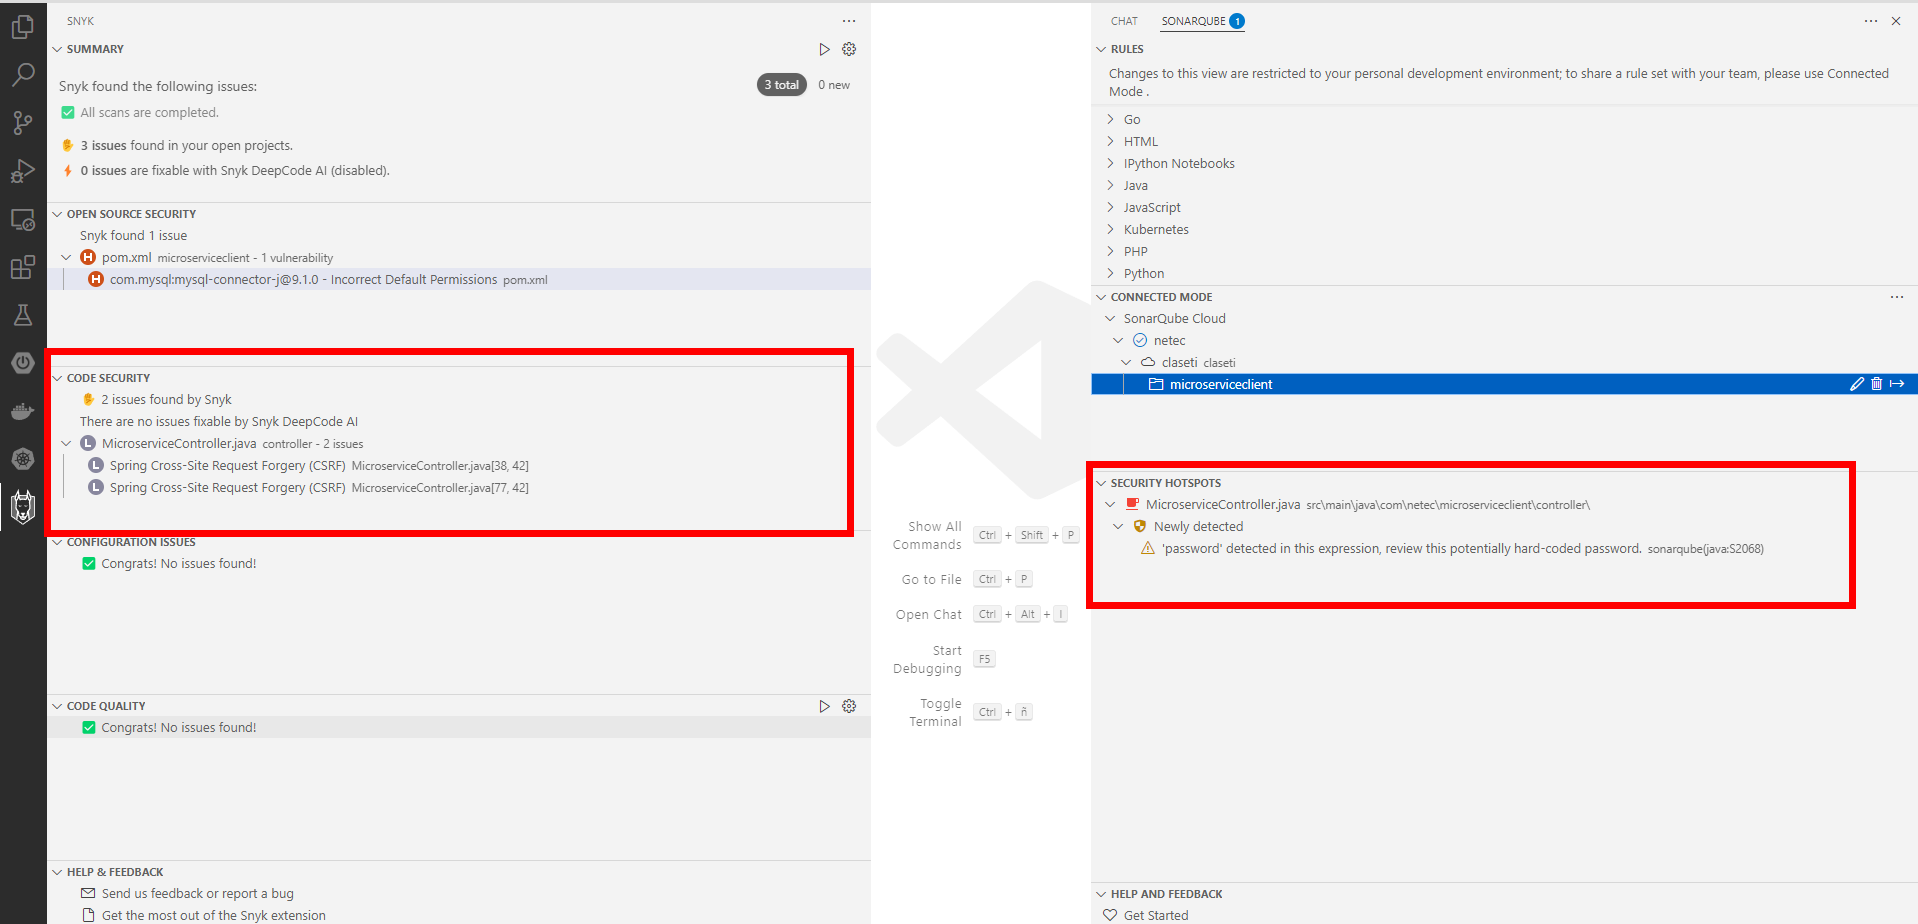 SNYK
SUMMARY
Snyk found the following issues:
3 total
0 new
All scans are completed.
3 issues found in your open projects.
0 issues are fixable with Snyk DeepCode AI (disabled).
OPEN SOURCE SECURITY
Snyk found 1 issue
H pom.xml microserviceclient - 1 vulnerability
H com.mysql:mysql-connector-j@9.1.0 - Incorrect Default Permissions pom.xml
CODE SECURITY
2 issues found by Snyk
There are no issues fixable by Snyk DeepCode AI
L MicroserviceController.java controller - 2 issues
L Spring Cross-Site Request Forgery (CSRF) MicroserviceController.java[38, 42]
L Spring Cross-Site Request Forgery (CSRF) MicroserviceController.java[77, 42]
CONFIGURATION ISSUES
Congrats! No issues found!
CODE QUALITY
Congrats! No issues found!
HELP & FEEDBACK
Send us feedback or report a bug
Get the most out of the Snyk extension
Show All Commands Ctrl + Shift + P
Go to File Ctrl + P
Open Chat Ctrl + Alt + I
Start Debugging F5
Toggle Terminal Ctrl + ñ
CHAT SONARQUBE 1
RULES
Changes to this view are restricted to your personal development environment; to share a rule set with your team, please use Connected
Mode .
Go
HTML
IPython Notebooks
Java
JavaScript
Kubernetes
PHP
Python
CONNECTED MODE
SonarQube Cloud
netec
claseti claseti
microserviceclient
SECURITY HOTSPOTS
MicroserviceController.java src\main\java\com\netec\microserviceclient\controller\
Newly detected
'password' detected in this expression, review this potentially hard-coded password. sonarqube(java:S2068)
HELP AND FEEDBACK
Get Started